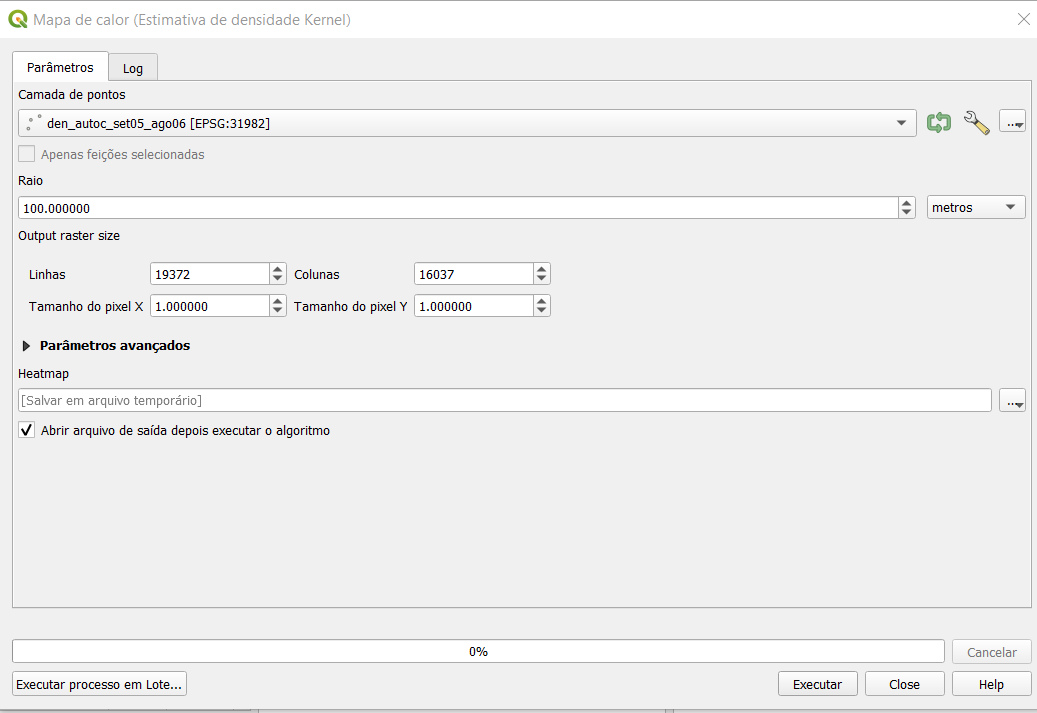 Mapa de calor (Estimativa de densidade Kernel)
Parâmetros Log
Camada de pontos
den_autoc_set05_ago06 [EPSG:31982]
...
Apenas feições selecionadas
Raio
100.000000 metros
Output raster size
Linhas 19372 Colunas 16037
Tamanho do pixel X 1.000000 Tamanho do pixel Y 1.000000
Parâmetros avançados
Heatmap
[Salvar em arquivo temporário] ...
Abrir arquivo de saída depois executar o algoritmo
0% Cancelar
Executar processo em Lote... Executar Close Help